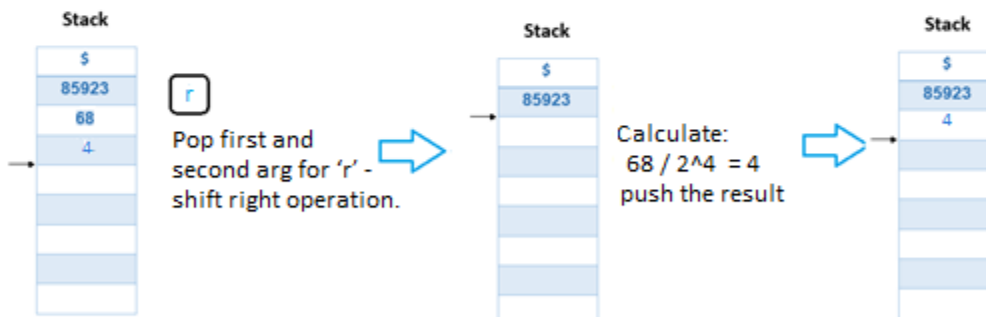 Stack
$
85923
68
4
r
Pop first and
second arg for ‘r’ -
shift right operation.
Stack
$
85923
Calculate:
68 / 2^4 = 4
push the result
Stack
$
85923
4